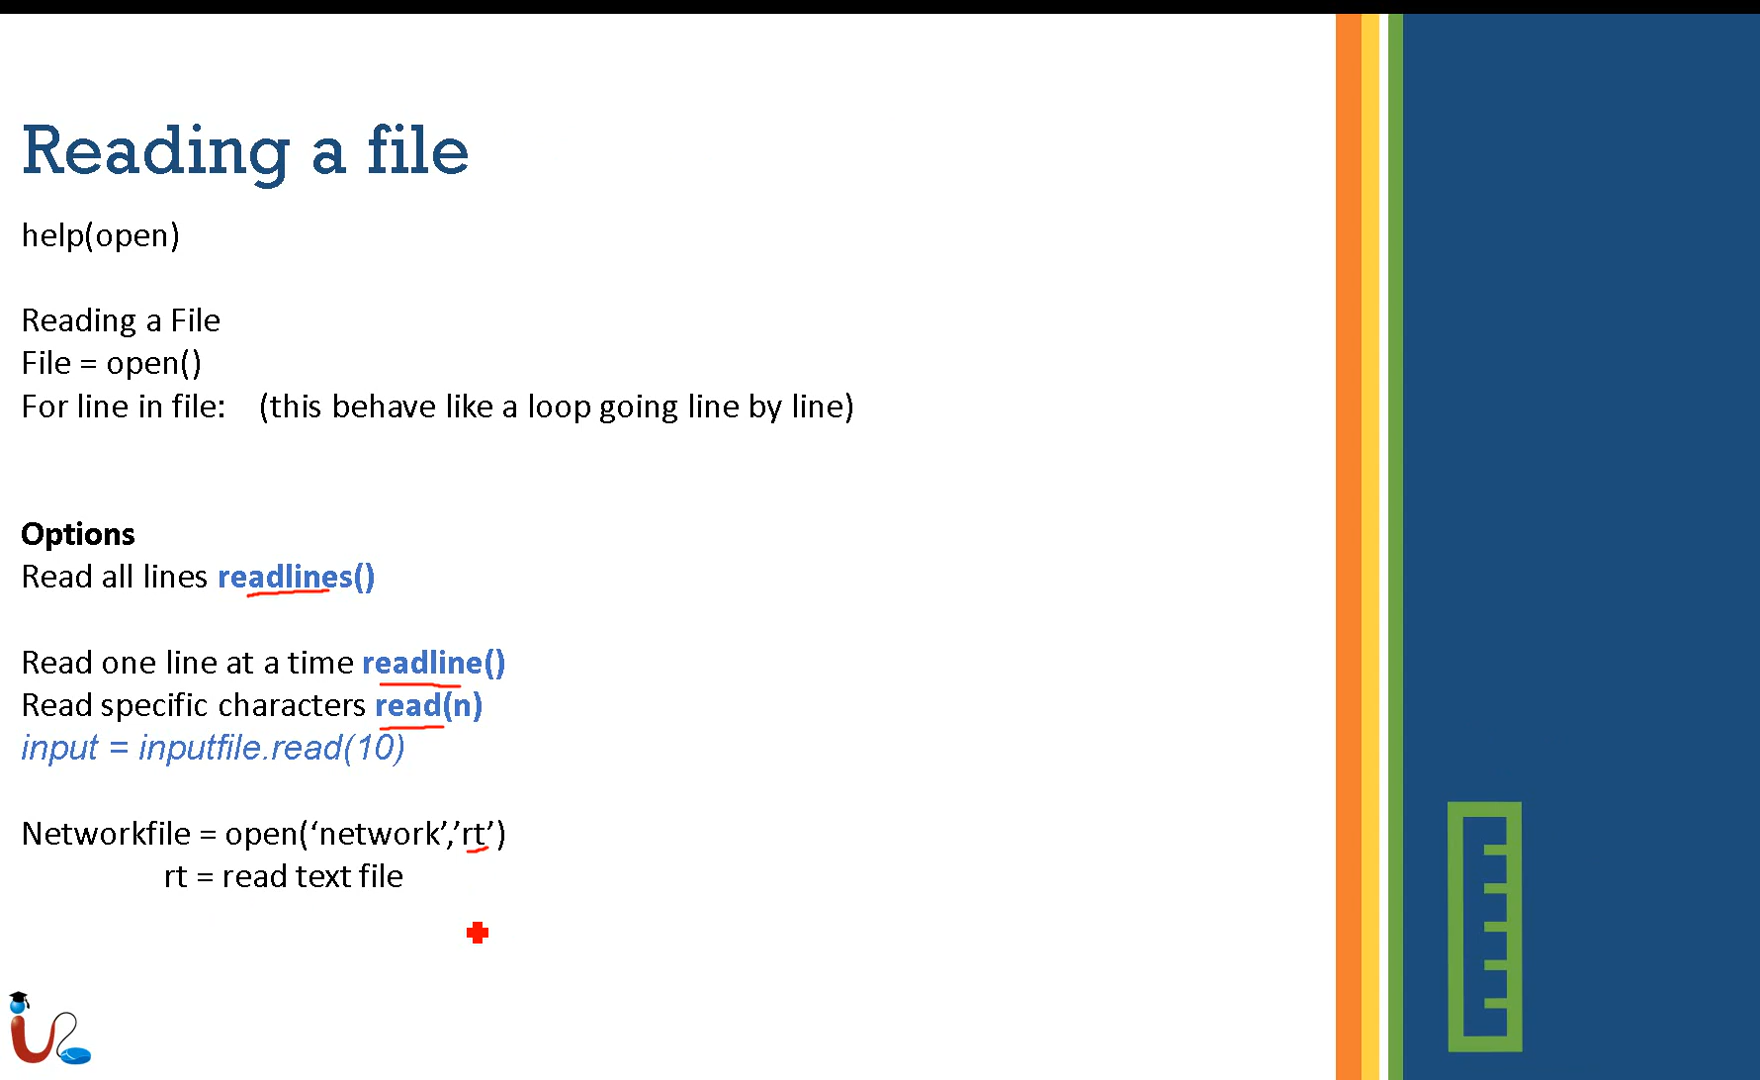 Reading a file
help(open)
Reading a File
File = open()
For line in file: (this behave like a loop going line by line)
Options
Read all lines readlines()
Read one line at a time readline()
Read specific characters read(n)
input = inputfile.read(10)
Networkfile = open(‘network’,’rt’)
rt = read text file